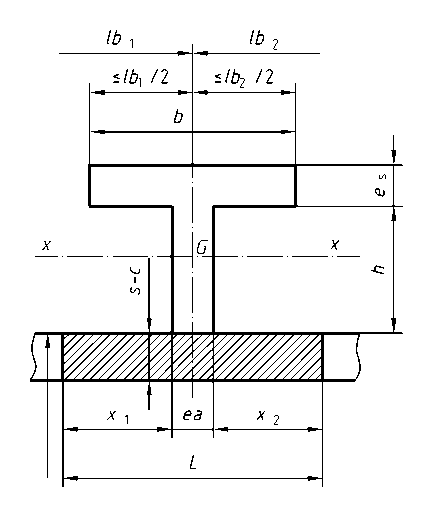 lb 1 lb 2
≤lb1/2 ≤lb2/2
b
e s
x G x
s-c h
x 1 ea x 2
L